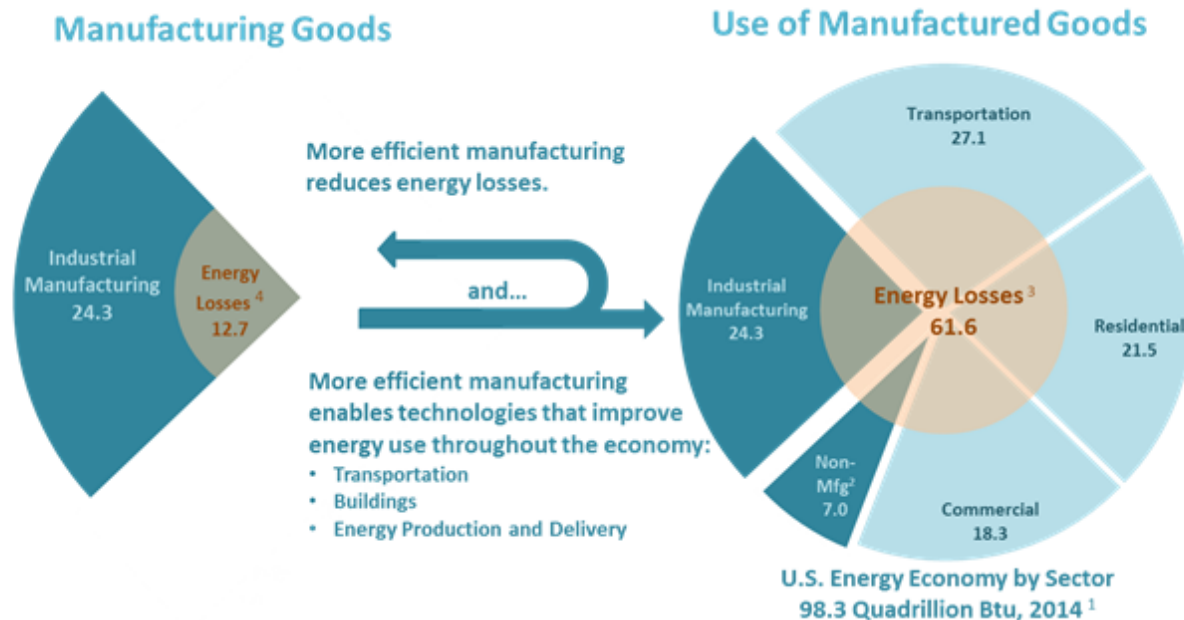 Manufacturing Goods
Use of Manufactured Goods
Industrial
Manufacturing
24.3
Energy
Losses 4
12.7
More efficient manufacturing
reduces energy losses.
and...
More efficient manufacturing
enables technologies that improve
energy use throughout the economy:
• Transportation
• Buildings
• Energy Production and Delivery
Transportation
27.1
Industrial
Manufacturing
24.3
Energy Losses 3
61.6
Residential
21.5
Non-
Mfg2
7.0
Commercial
18.3
U.S. Energy Economy by Sector
98.3 Quadrillion Btu, 2014 1